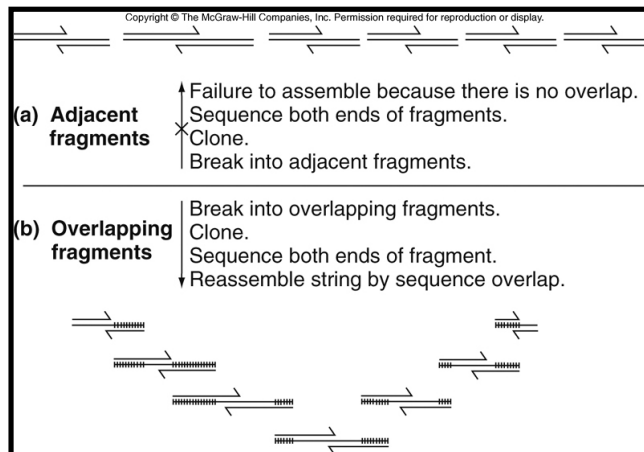 Copyright © The McGraw-Hill Companies, Inc. Permission required for reproduction or display.
(a) Adjacent fragments
Failure to assemble because there is no overlap.
Sequence both ends of fragments.
Clone.
Break into adjacent fragments.
(b) Overlapping fragments
Break into overlapping fragments.
Clone.
Sequence both ends of fragment.
Reassemble string by sequence overlap.